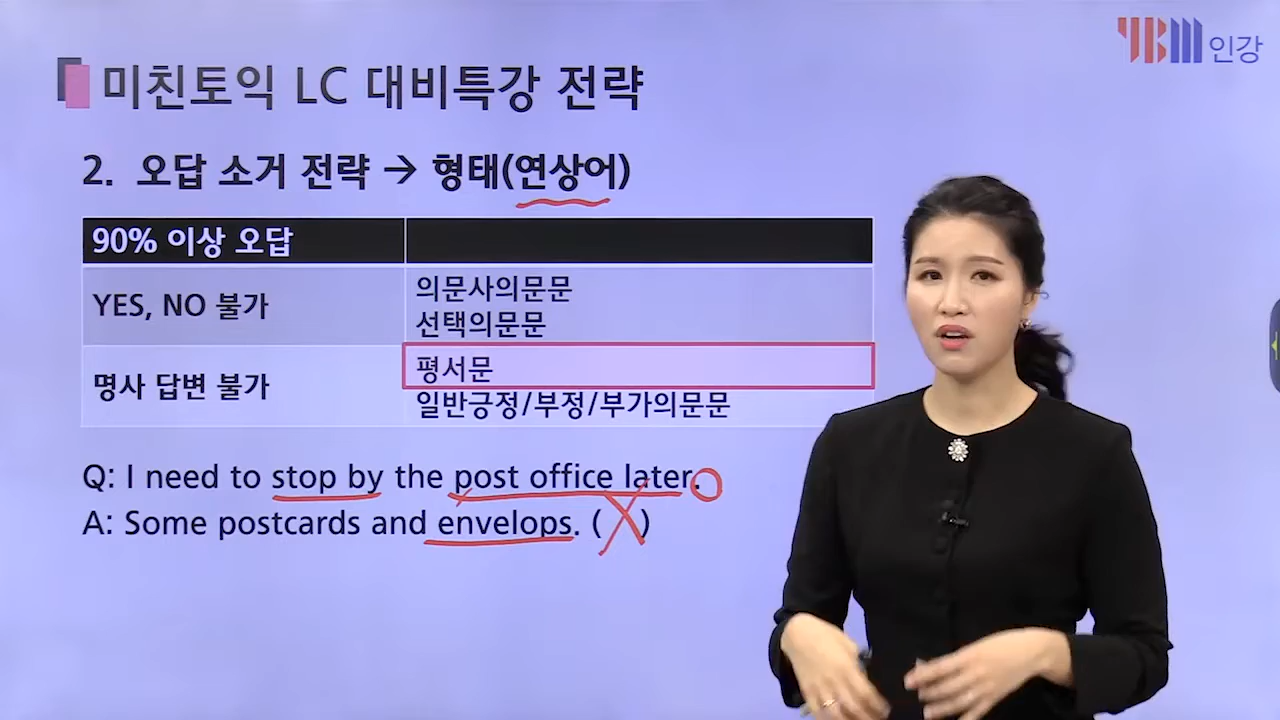 YBM 인강
미친토익 LC 대비특강 전략
2. 오답 소거 전략 → 형태(연상어)
90% 이상 오답
YES, NO 불가
의문사의문문
선택의문문
명사 답변 불가
평서문
일반긍정/부정/부가의문문
Q: I need to stop by the post office later.
A: Some postcards and envelops. (X)